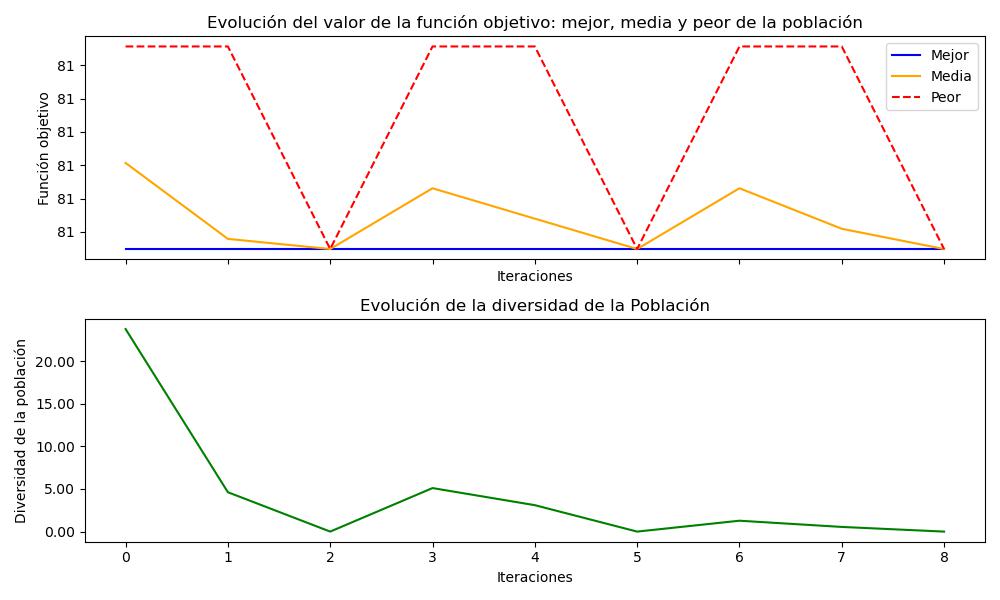 Evolución del valor de la función objetivo: mejor, media y peor de la población
Función objetivo
81
81
81
81
81
81
Mejor
Media
Peor
Iteraciones
Evolución de la diversidad de la Población
Diversidad de la población
20.00
15.00
10.00
5.00
0.00
0 1 2 3 4 5 6 7 8
Iteraciones